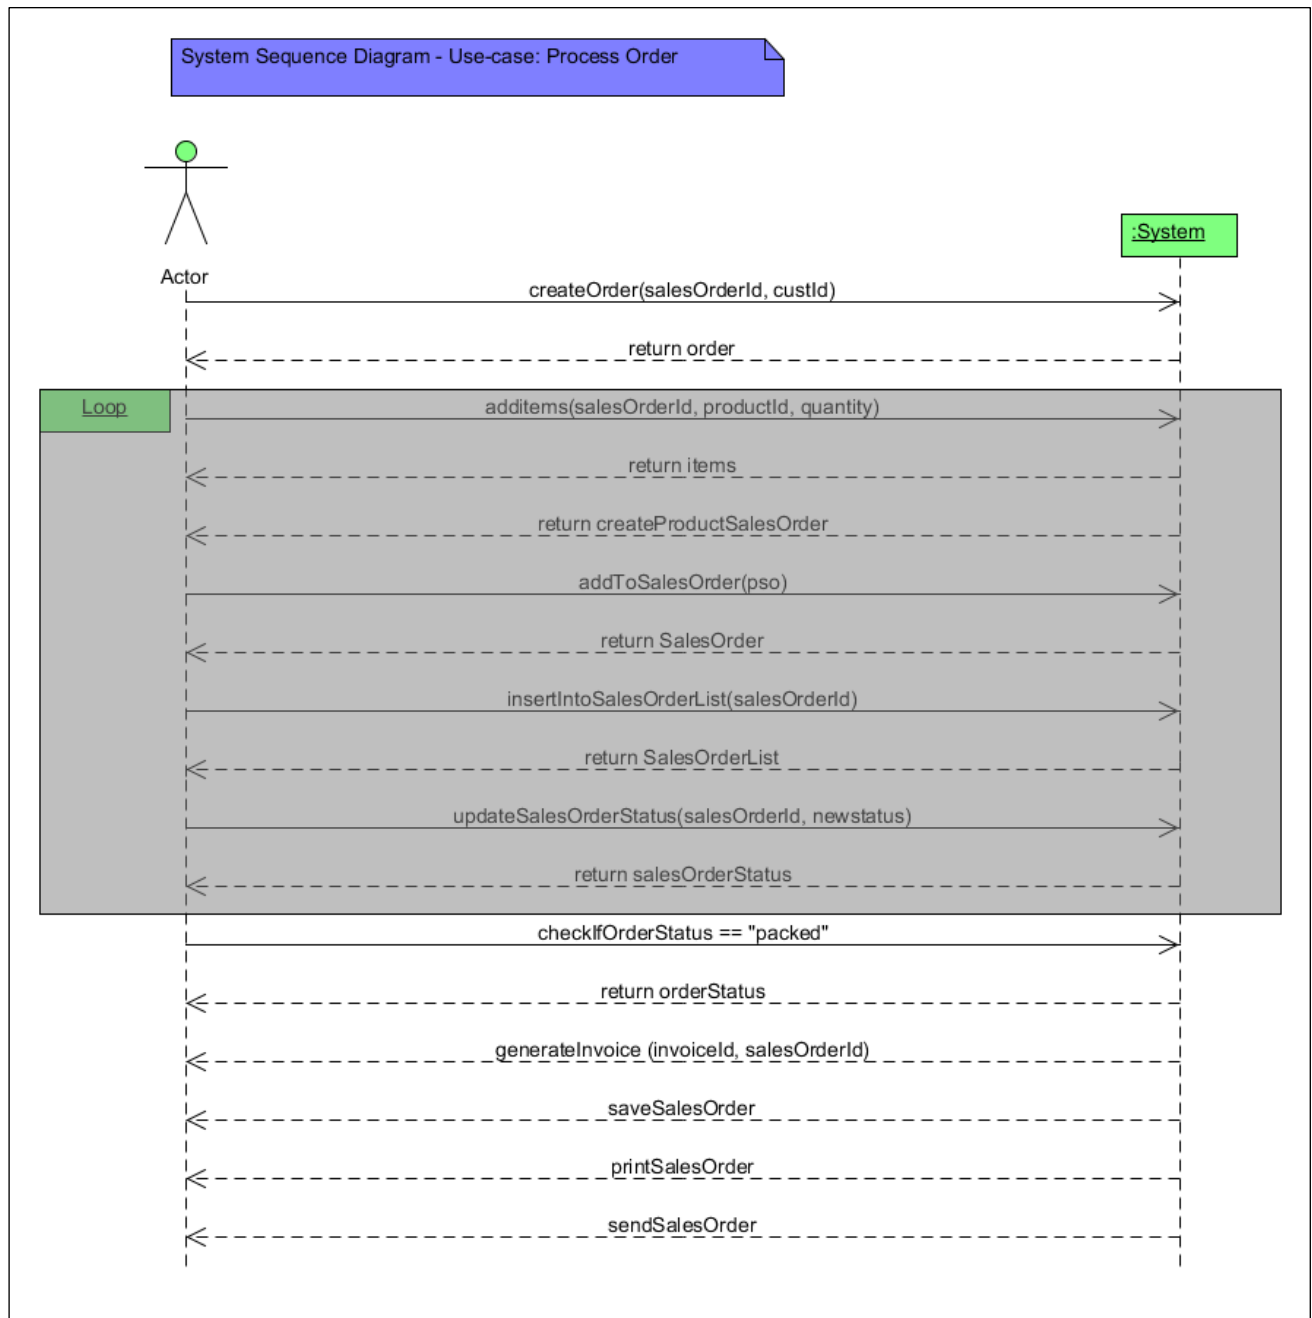 System Sequence Diagram - Use-case: Process Order
:System
Actor
createOrder(salesOrderId, custId)
return order
Loop
additems(salesOrderId, productId, quantity)
return items
return createProductSalesOrder
addToSalesOrder(pso)
return SalesOrder
insertIntoSalesOrderList(salesOrderId)
return SalesOrderList
updateSalesOrderStatus(salesOrderId, newstatus)
return salesOrderStatus
checkIfOrderStatus == "packed"
return orderStatus
generateInvoice (invoiceId, salesOrderId)
saveSalesOrder
printSalesOrder
sendSalesOrder